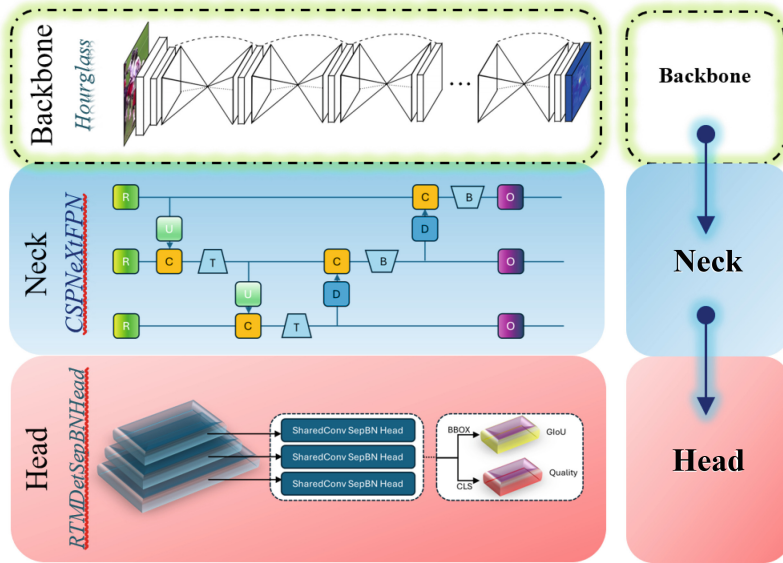 Backbone
Hourglass
...
Backbone
Neck
CSPNeXtFPN
R
C
B
O
U
D
R
C
T
C
B
O
U
D
R
C
T
O
Neck
Head
RTMDetSepBNHead
SharedConv SepBN Head
SharedConv SepBN Head
SharedConv SepBN Head
BBOX
GIoU
CLS
Quality
Head